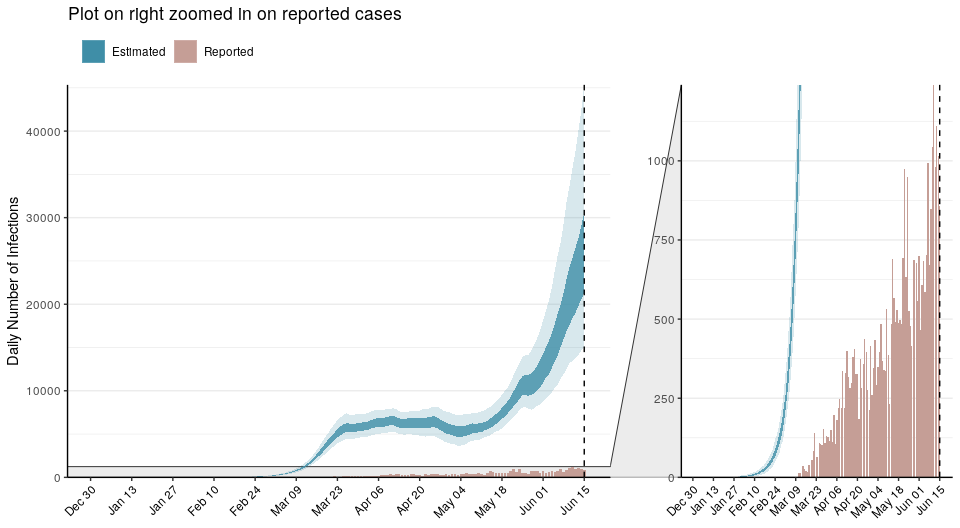 Plot on right zoomed in on reported cases
Estimated Reported
Daily Number of Infections
40000
30000
20000
10000
0
Dec 30 Jan 13 Jan 27 Feb 10 Feb 24 Mar 09 Mar 23 Apr 06 Apr 20 May 04 May 18 Jun 01 Jun 15
1000
750
500
250
0
Dec 30 Jan 13 Jan 27 Feb 10 Feb 24 Mar 09 Mar 23 Apr 06 Apr 20 May 04 May 18 Jun 01 Jun 15